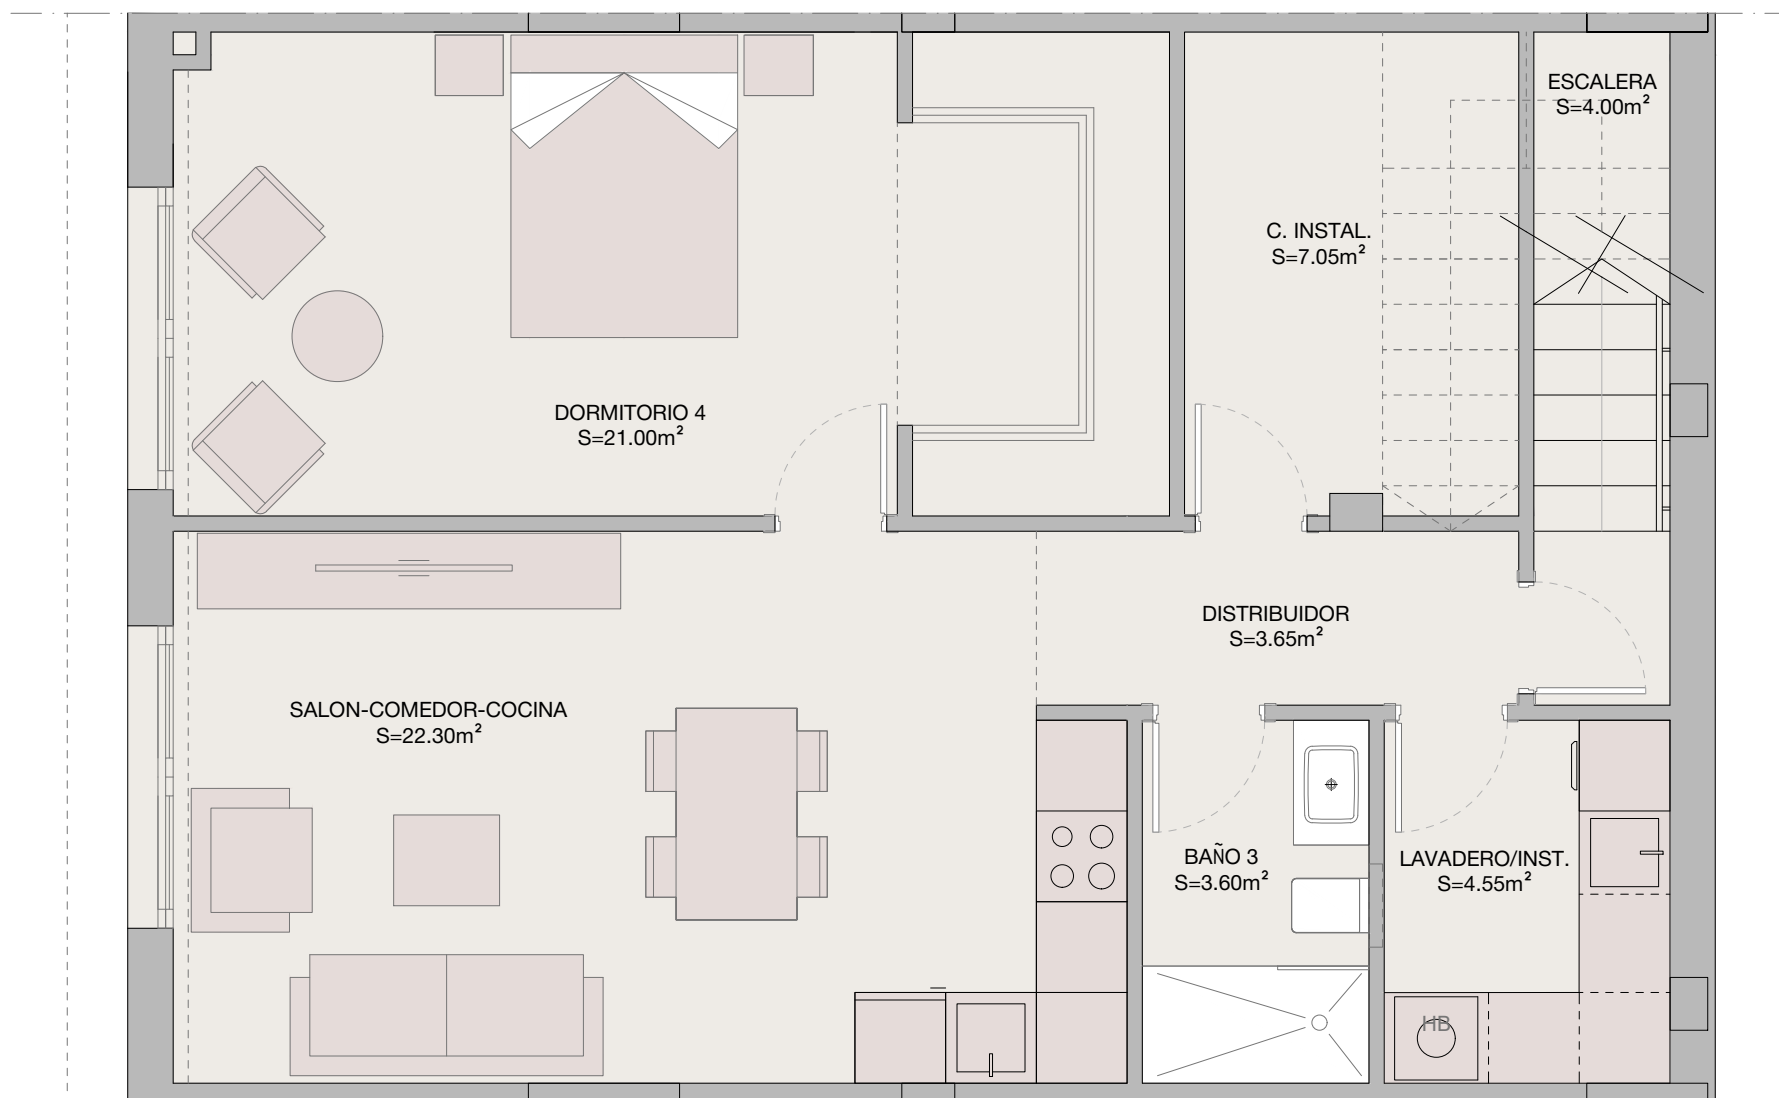 ESCALERA
S=4.00m²
C. INSTAL.
S=7.05m²
DORMITORIO 4
S=21.00m²
DISTRIBUIDOR
S=3.65m²
SALON-COMEDOR-COCINA
S=22.30m²
BAÑO 3
S=3.60m²
LAVADERO/INST.
S=4.55m²
HB